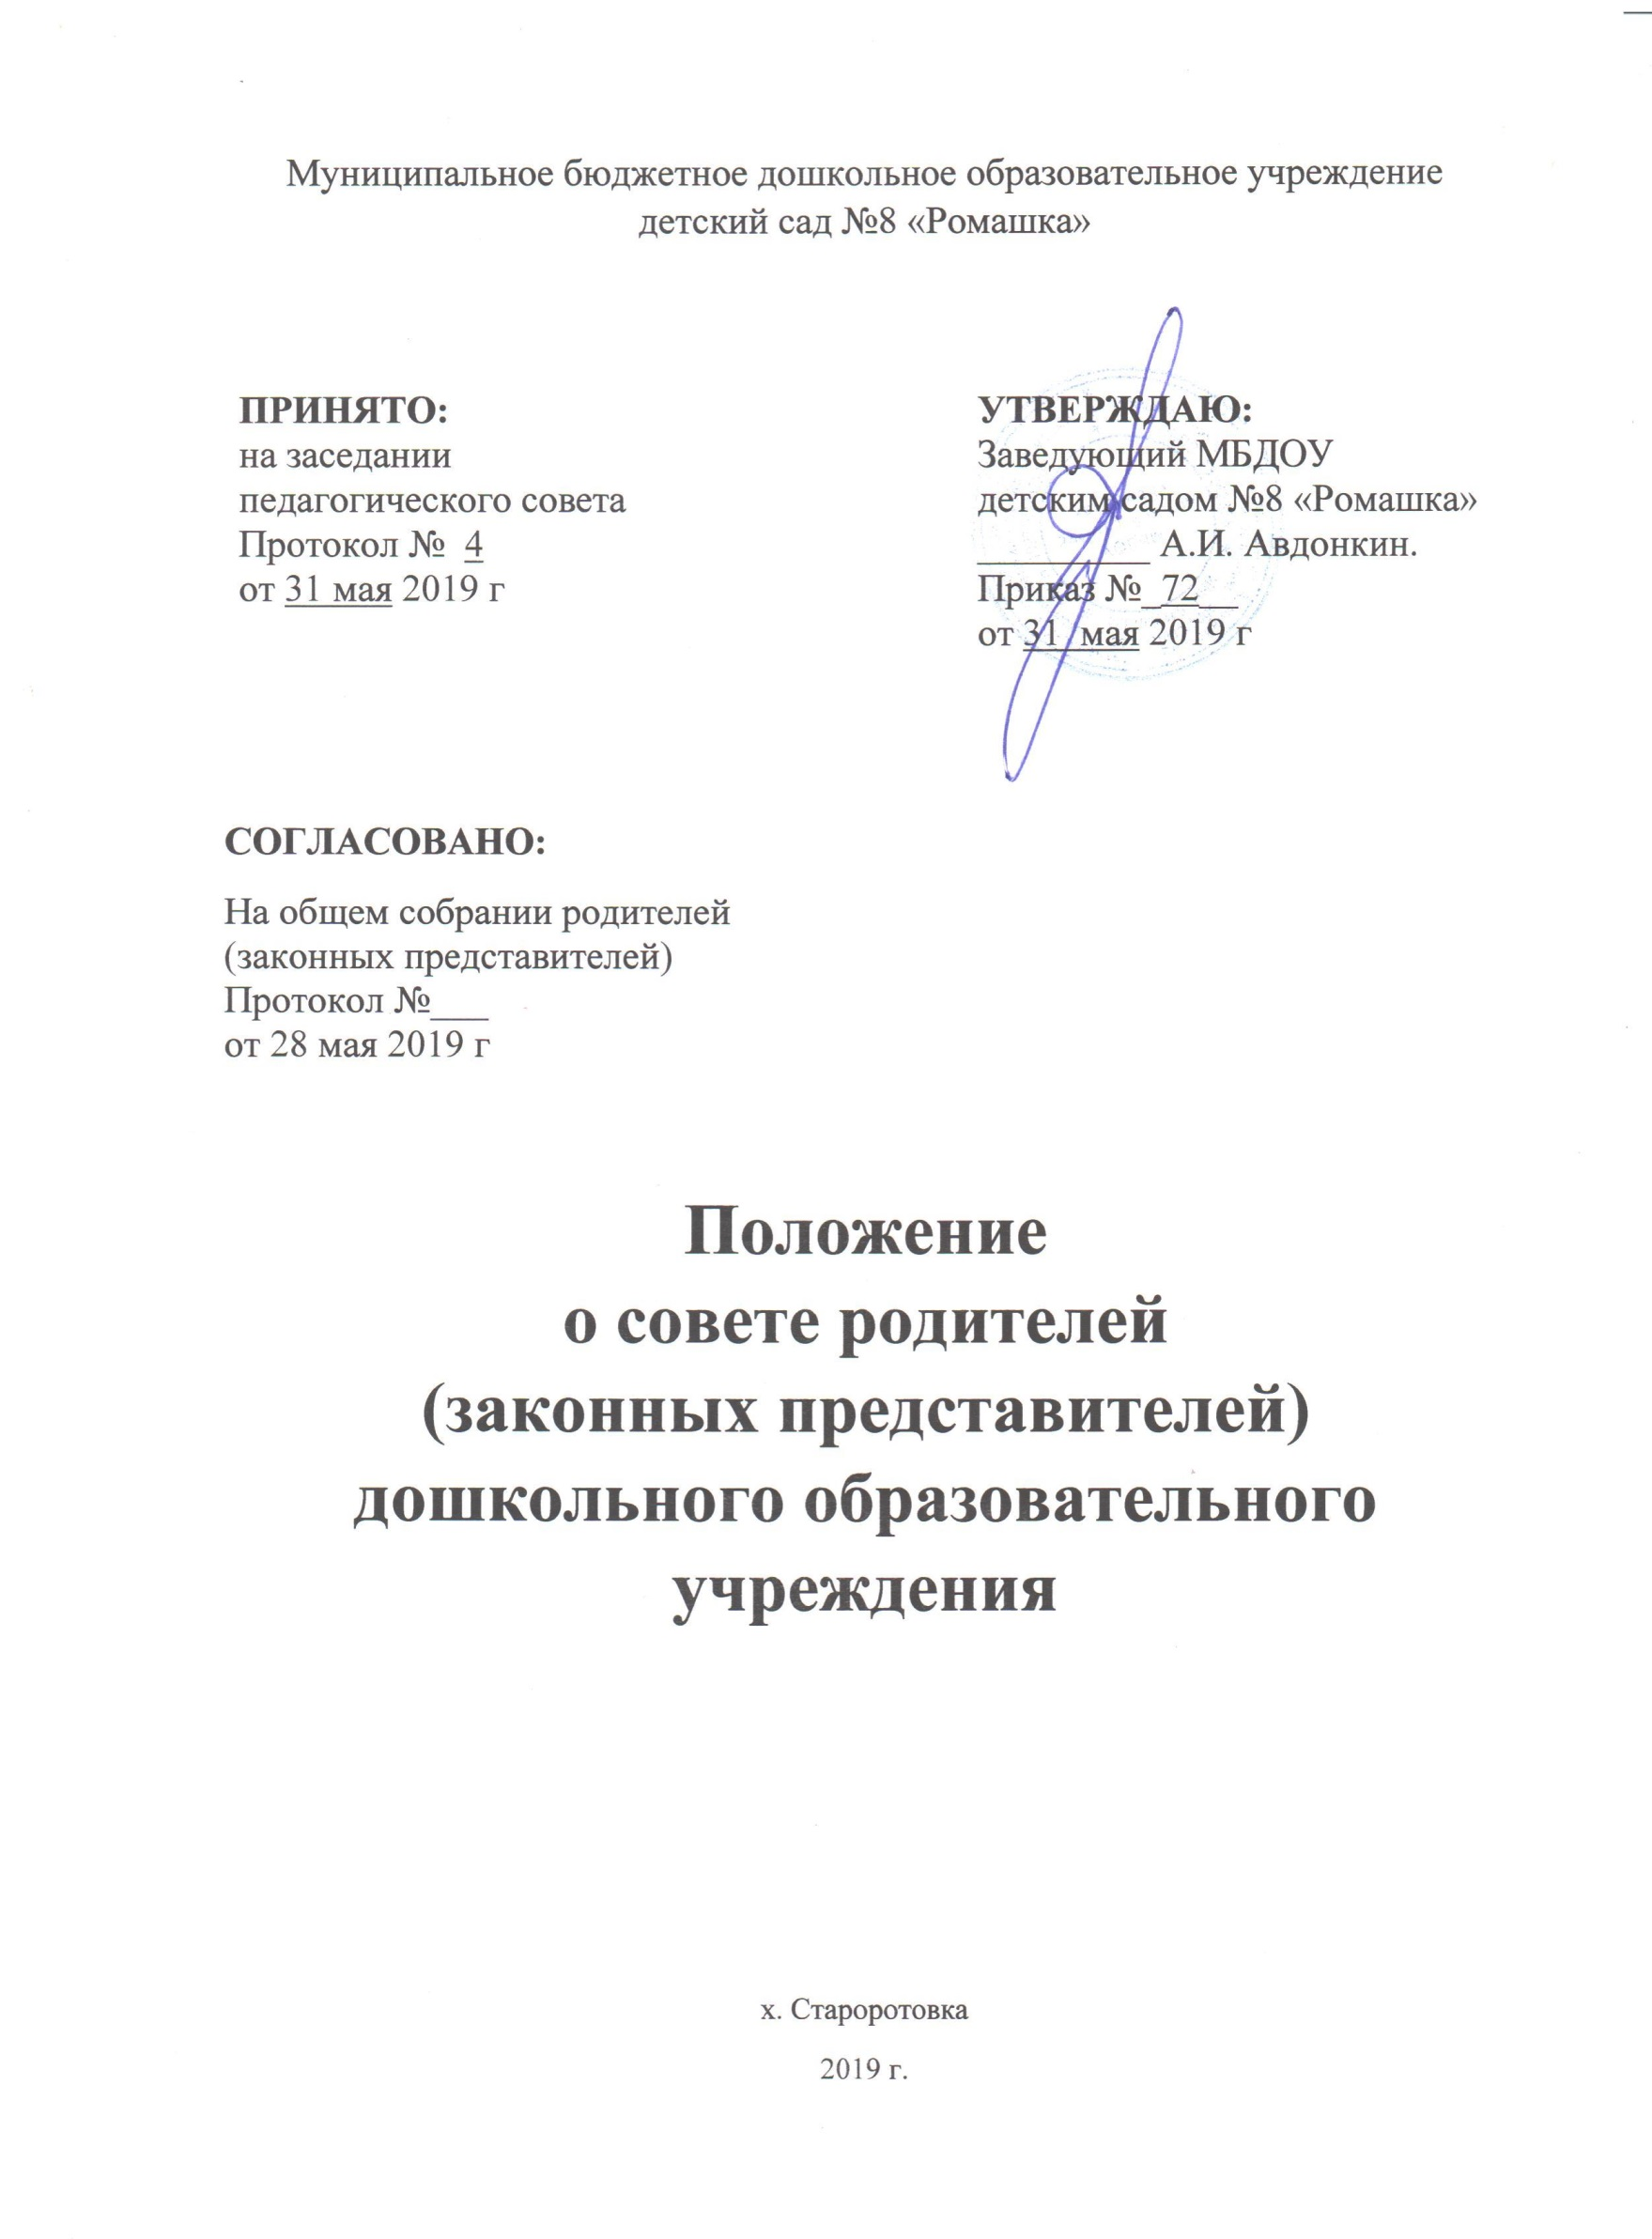 Муниципальное бюджетное дошкольное образовательное учреждение
детский сад №8 «Ромашка»
ПРИНЯТО:
на заседании
педагогического совета
Протокол №  4
от 31 мая 2019 г
УТВЕРЖДАЮ:
Заведующий МБДОУ
детским садом №8 «Ромашка»
_________ А.И. Авдонкин.
Приказ №_72__
от 31  мая 2019 г
СОГЛАСОВАНО:
На общем собрании родителей
(законных представителей)
Протокол №___
от 28 мая 2019 г
Положение
о совете родителей
(законных представителей)
дошкольного образовательного
учреждения
х. Староротовка
2019 г.